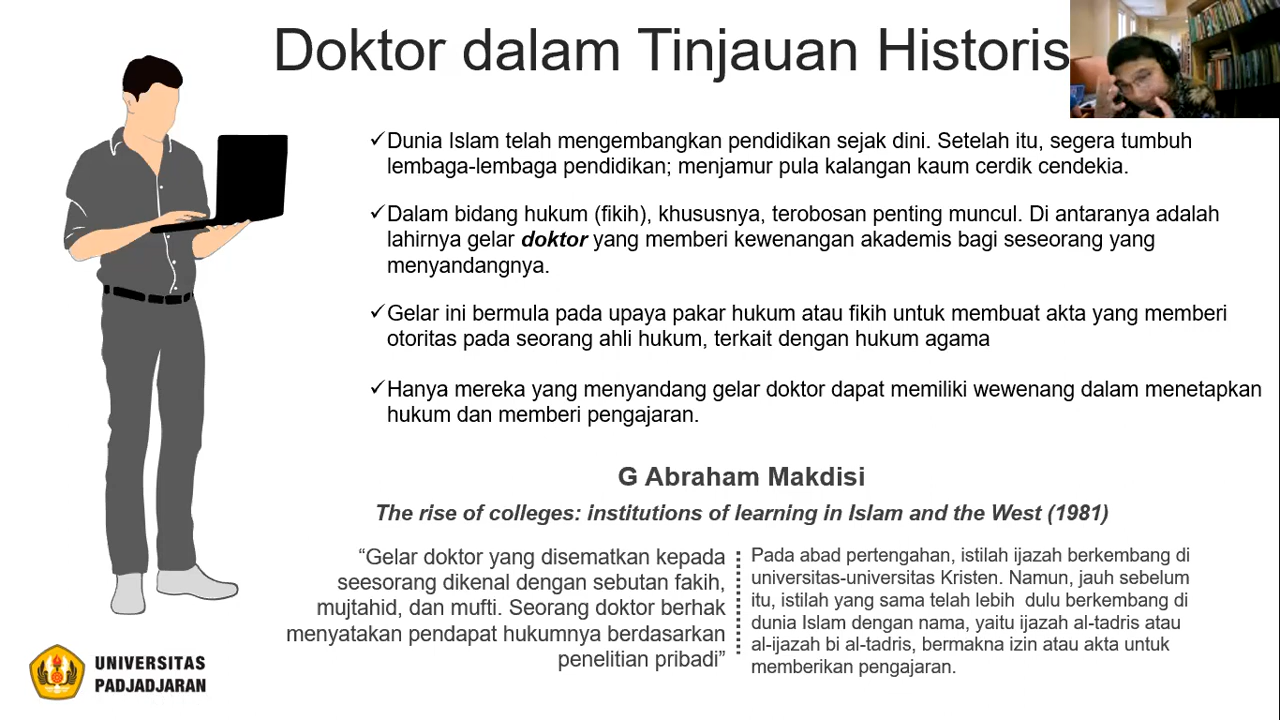 Doktor dalam Tinjauan Historis
✓Dunia Islam telah mengembangkan pendidikan sejak dini. Setelah itu, segera tumbuh
lembaga-lembaga pendidikan; menjamur pula kalangan kaum cerdik cendekia.
✓Dalam bidang hukum (fikih), khususnya, terobosan penting muncul. Di antaranya adalah
lahirnya gelar doktor yang memberi kewenangan akademis bagi seseorang yang
menyandangnya.
✓Gelar ini bermula pada upaya pakar hukum atau fikih untuk membuat akta yang memberi
otoritas pada seorang ahli hukum, terkait dengan hukum agama
✓Hanya mereka yang menyandang gelar doktor dapat memiliki wewenang dalam menetapkan
hukum dan memberi pengajaran.
G Abraham Makdisi
The rise of colleges: institutions of learning in Islam and the West (1981)
“Gelar doktor yang disematkan kepada
seesorang dikenal dengan sebutan fakih,
mujtahid, dan mufti. Seorang doktor berhak
menyatakan pendapat hukumnya berdasarkan
penelitian pribadi”
Pada abad pertengahan, istilah ijazah berkembang di
universitas-universitas Kristen. Namun, jauh sebelum
itu, istilah yang sama telah lebih dulu berkembang di
dunia Islam dengan nama, yaitu ijazah al-tadris atau
al-ijazah bi al-tadris, bermakna izin atau akta untuk
memberikan pengajaran.
UNIVERSITAS
PADJADJARAN